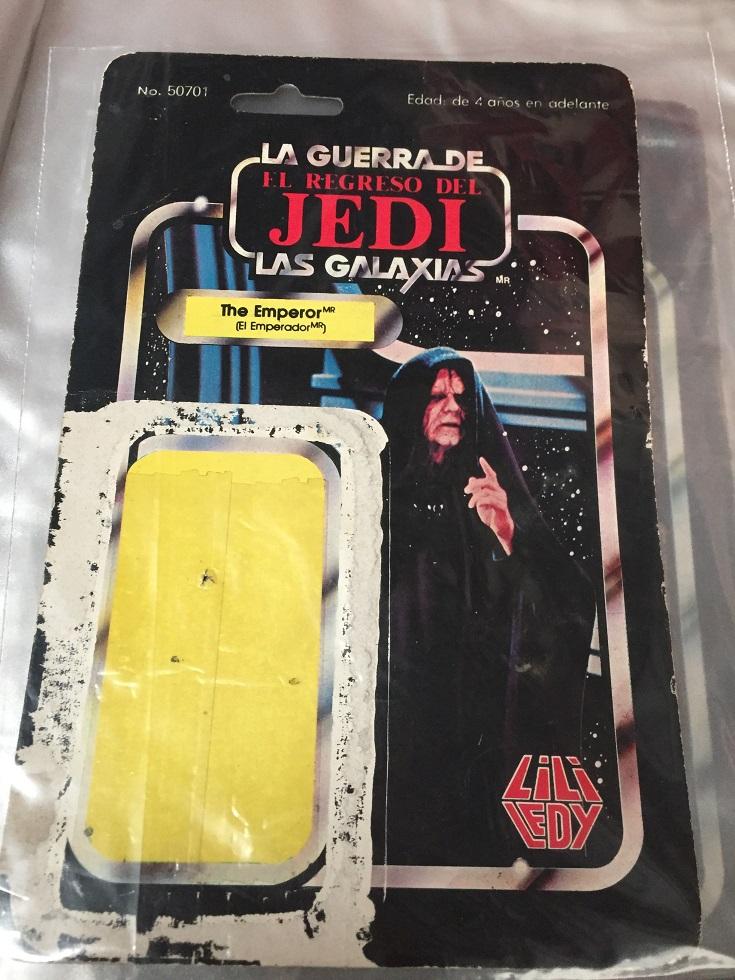 No. 50701
Edad: de 4 años en adelante
LA GUERRA DE
EL REGRESO DEL
JEDI
LAS GALAXIAS MR
The Emperor MR
(El Emperador MR)
LiLi
LEDY